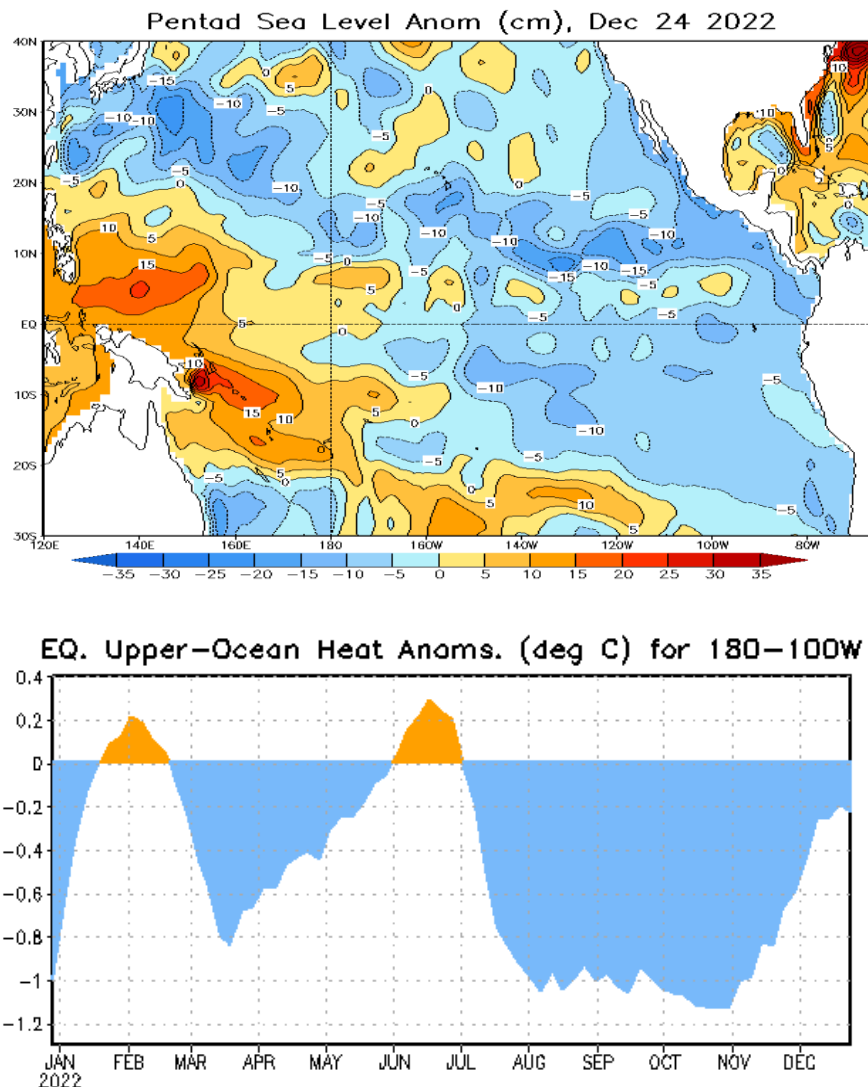 Pentad Sea Level Anom (cm), Dec 24 2022
40N
30N
20N
10N
EQ
10S
20S
30S
120E 140E 160E 180 160W 140W 120W 100W 80W
−35 −30 −25 −20 −15 −10 −5 0 5 10 15 20 25 30 35
EQ. Upper−Ocean Heat Anoms. (deg C) for 180−100W
0.4
0.2
0
−0.2
−0.4
−0.6
−0.8
−1
−1.2
JAN FEB MAR APR MAY JUN JUL AUG SEP OCT NOV DEC
2022